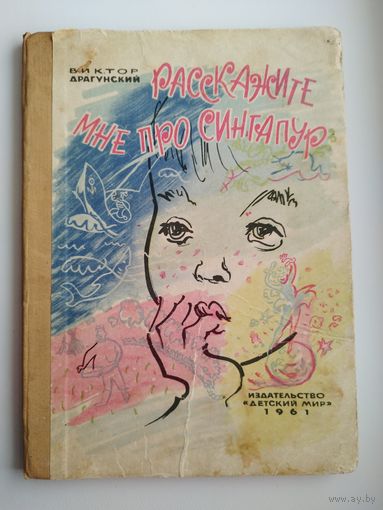 ВИКТОР
ДРАГУНСКИЙ
РАССКАЖИТЕ
МНЕ ПРО СИНГАПУР
ИЗДАТЕЛЬСТВО
«ДЕТСКИЙ МИР»
1961
www.ay.by